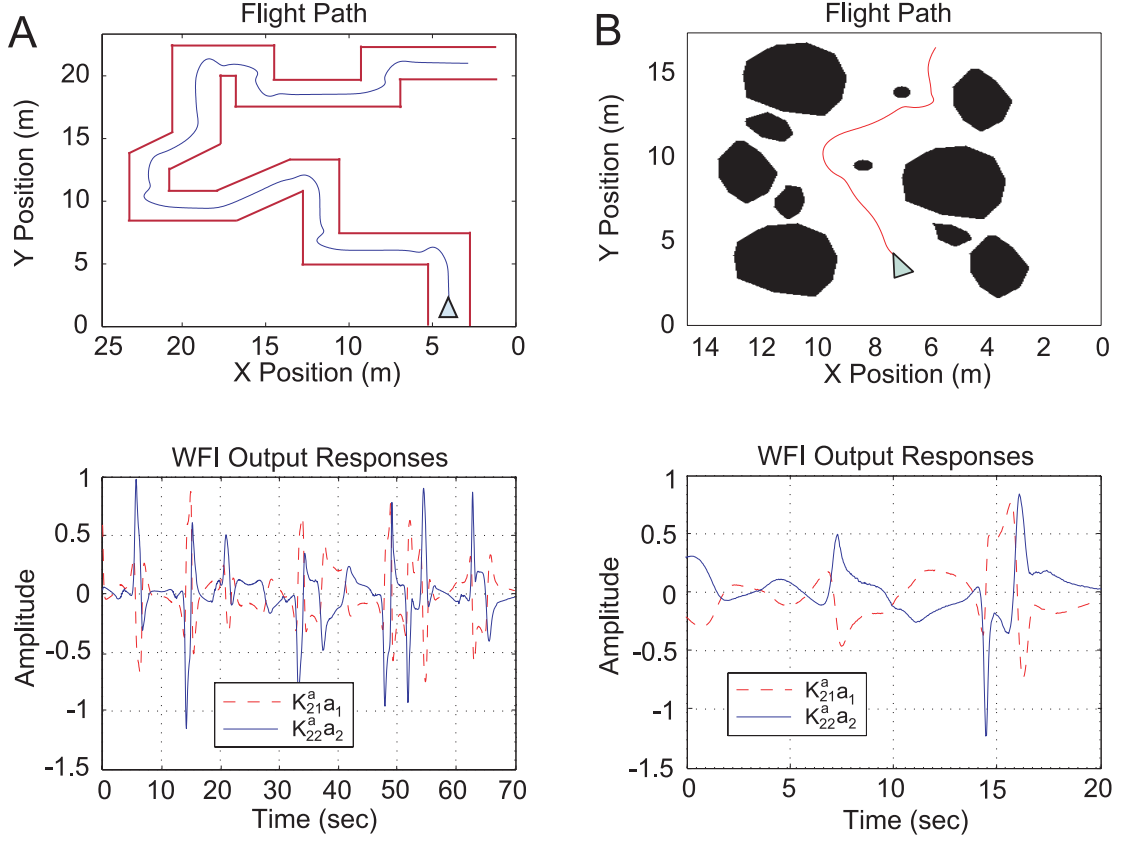 A
Flight Path
Y Position (m)
20
15
10
5
0
25 20 15 10 5 0
X Position (m)
B
Flight Path
Y Position (m)
15
10
5
0
14 12 10 8 6 4 2 0
X Position (m)
WFI Output Responses
Amplitude
1
0.5
0
-0.5
-1
-1.5
K^a_21 a_1
K^a_22 a_2
0 10 20 30 40 50 60 70
Time (sec)
WFI Output Responses
Amplitude
1
0.5
0
-0.5
-1
-1.5
K^a_21 a_1
K^a_22 a_2
0 5 10 15 20
Time (sec)